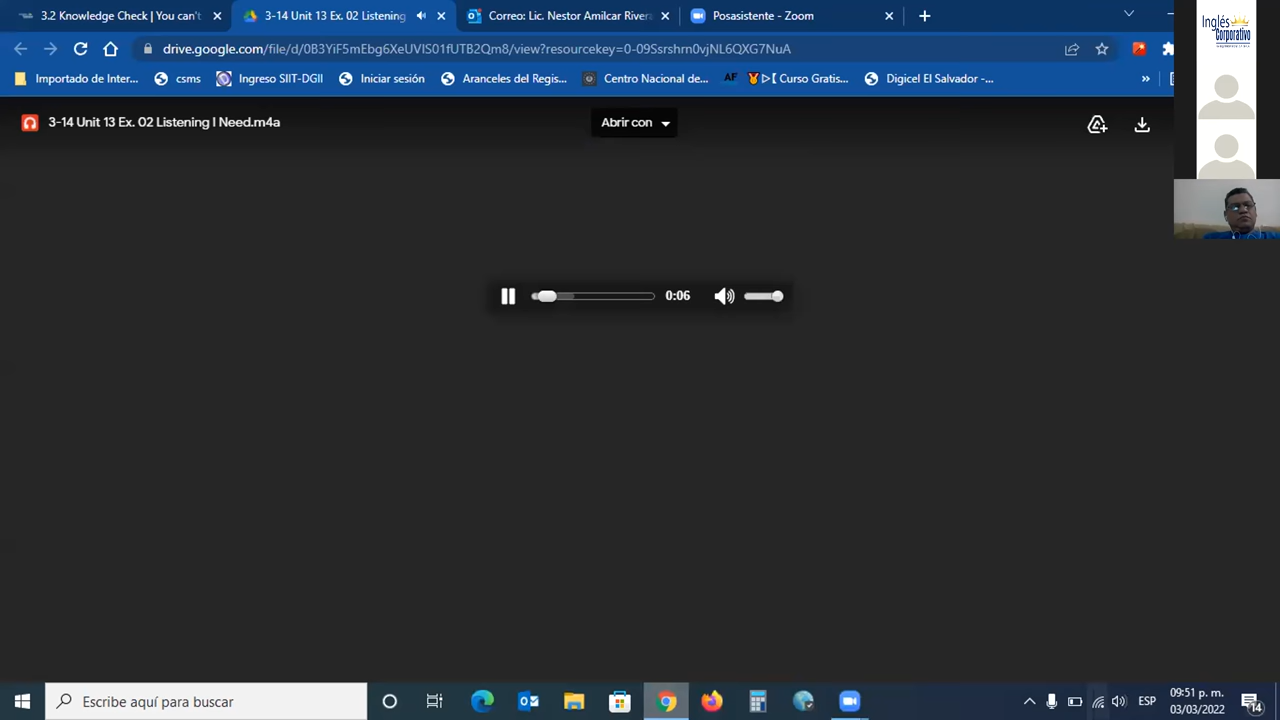 3.2 Knowledge Check | You can't
3-14 Unit 13 Ex. 02 Listening
Correo: Lic. Nestor Amilcar River
Posasistente - Zoom
drive.google.com/file/d/0B3YiF5mEbg6XeUVIS01fUTB2Qm8/view?resourcekey=0-09Ssrshrn0vjNL6QXG7NuA
Importado de Inter...
csms
Ingreso SIIT-DGII
Iniciar sesión
Aranceles del Regis...
Centro Nacional de...
AF
Curso Gratis...
Digicel El Salvador -...
»
3-14 Unit 13 Ex. 02 Listening I Need.m4a
Abrir con
0:06
Inglés
Corporativo
Escribe aquí para buscar
ESP
09:51 p. m.
03/03/2022
14